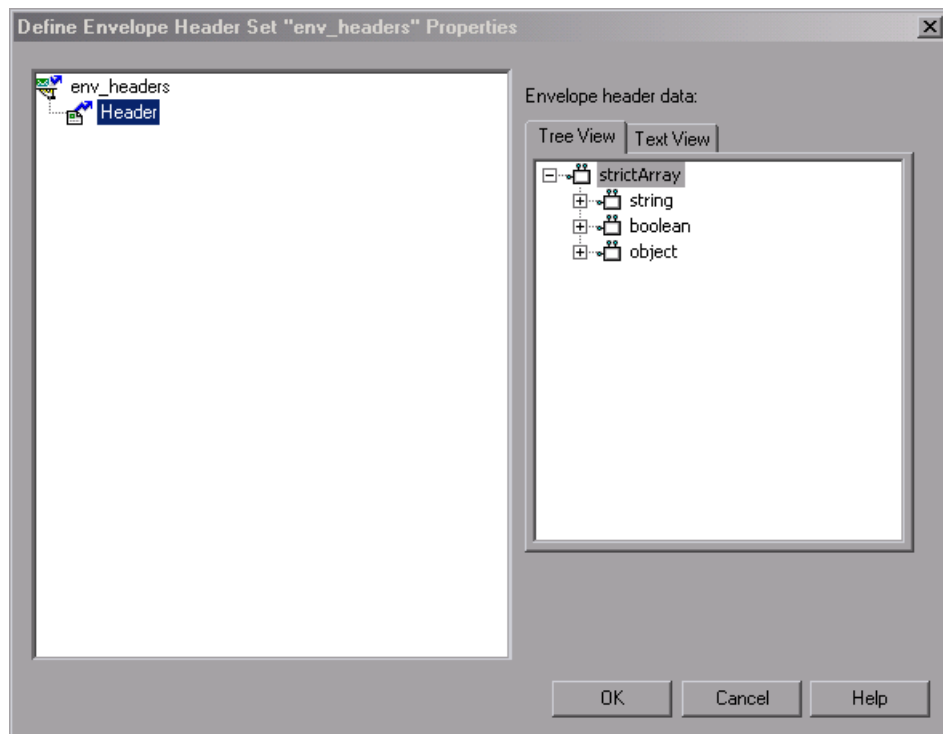 Define Envelope Header Set "env_headers" Properties
env_headers
Header
Envelope header data:
Tree View Text View
strictArray
string
boolean
object
OK Cancel Help